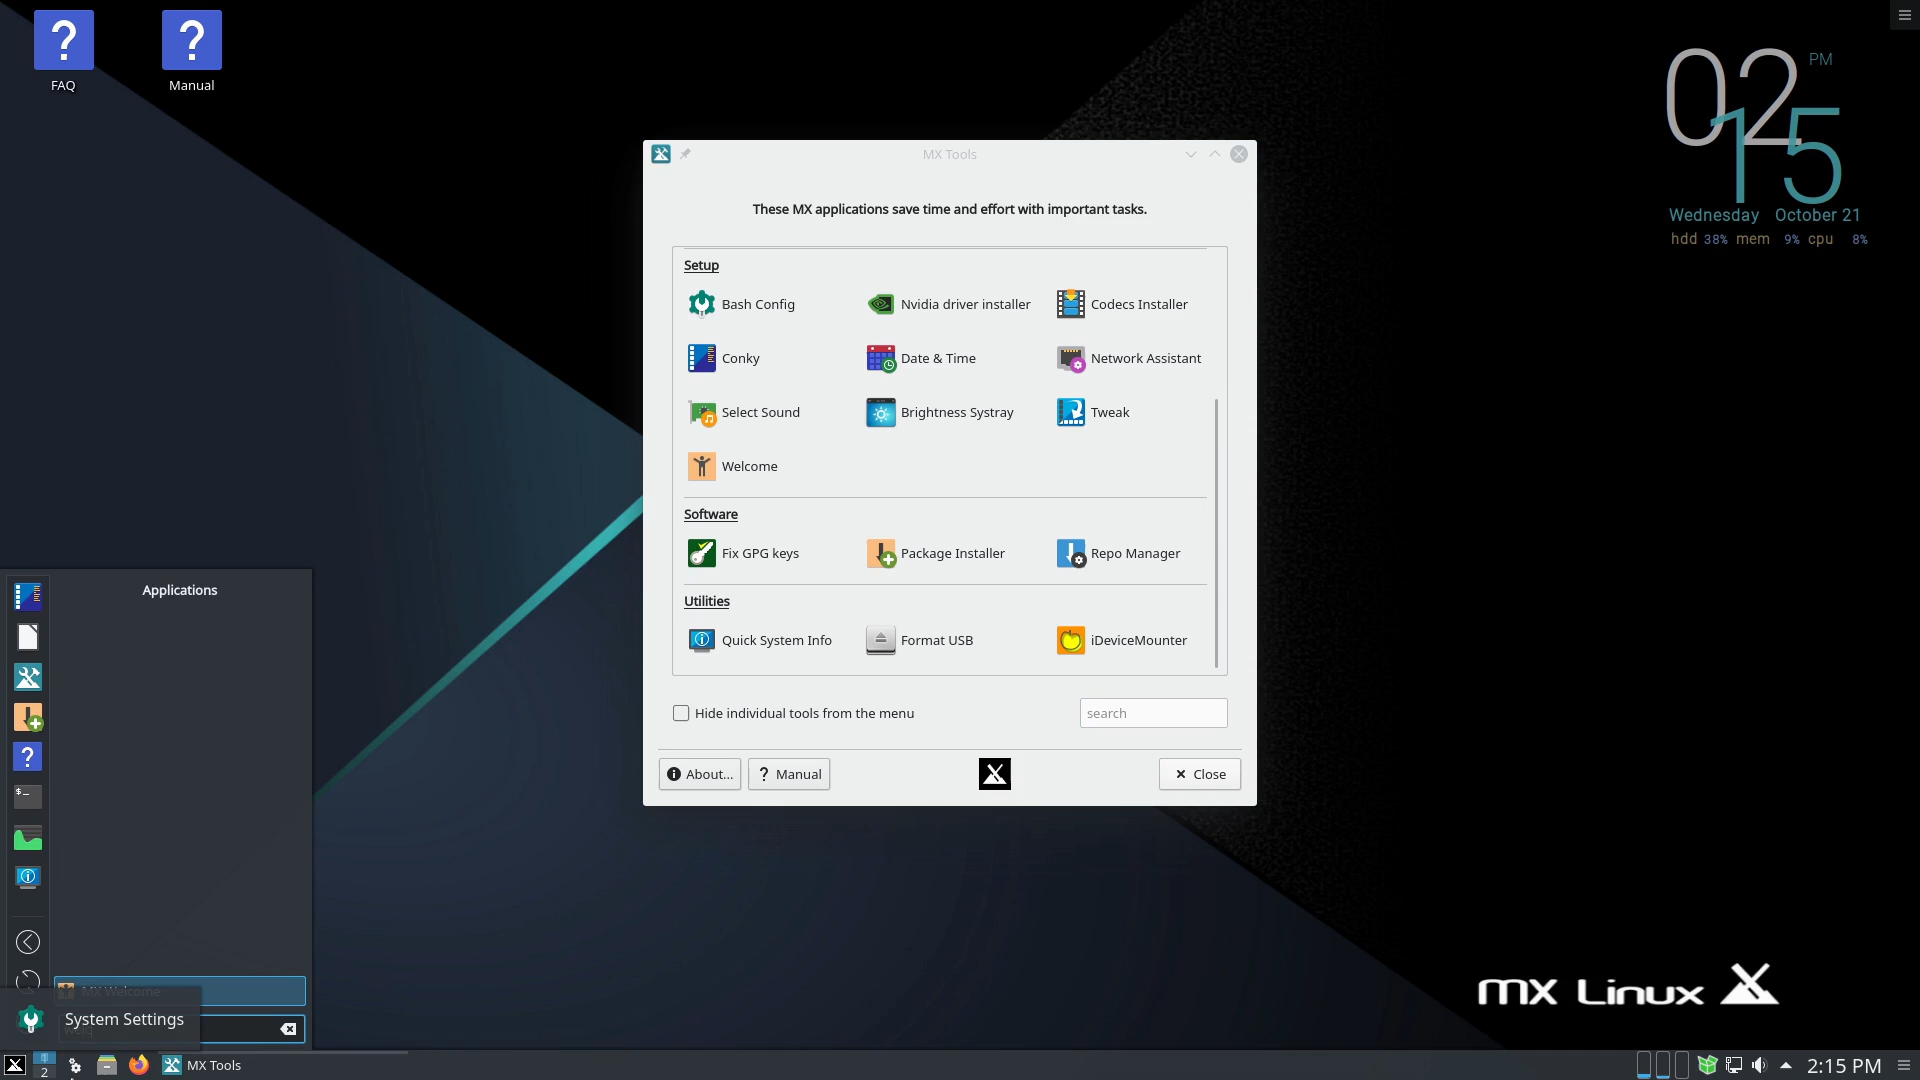 FAQ
Manual
02 PM
15
Wednesday October 21
hdd 38% mem 9% cpu 8%
MX Tools
These MX applications save time and effort with important tasks.
Setup
Bash Config
Nvidia driver installer
Codecs Installer
Conky
Date & Time
Network Assistant
Select Sound
Brightness Systray
Tweak
Welcome
Software
Fix GPG keys
Package Installer
Repo Manager
Utilities
Quick System Info
Format USB
iDeviceMounter
Hide individual tools from the menu
search
About...
? Manual
Close
Applications
MX Welcome
System Settings
mx Linux
2
MX Tools
2:15 PM